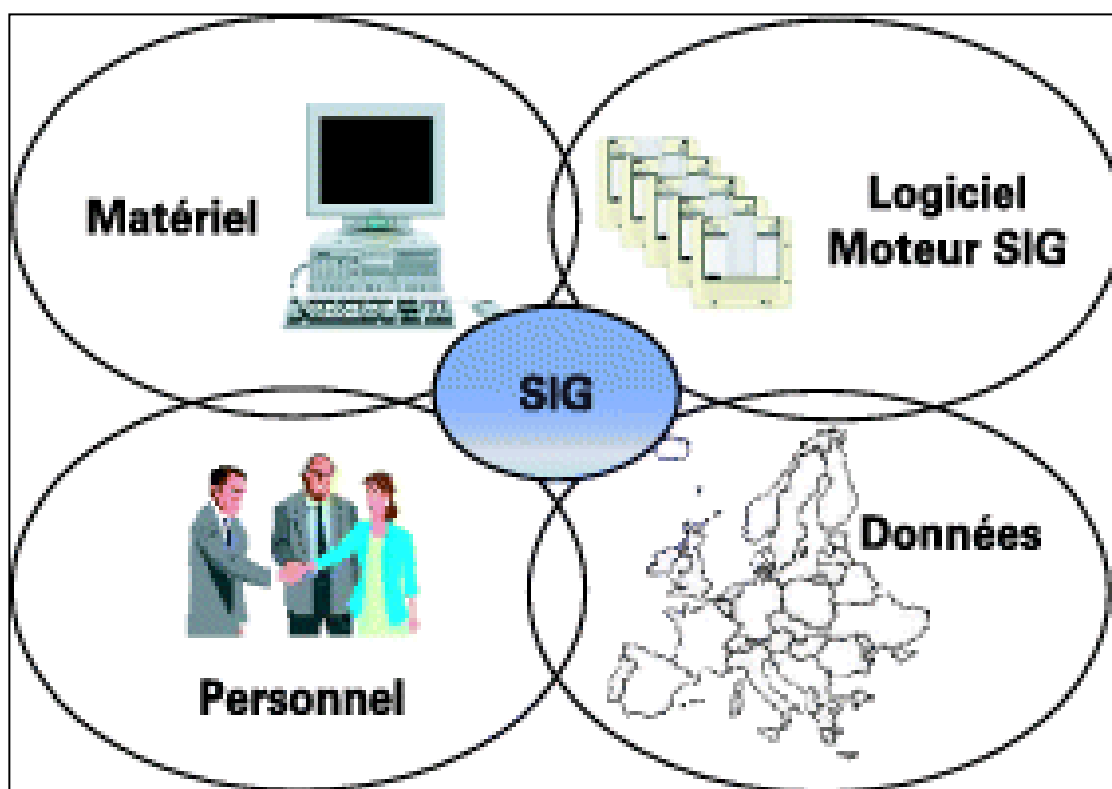 Matériel
Logiciel
Moteur SIG
SIG
Personnel
Données